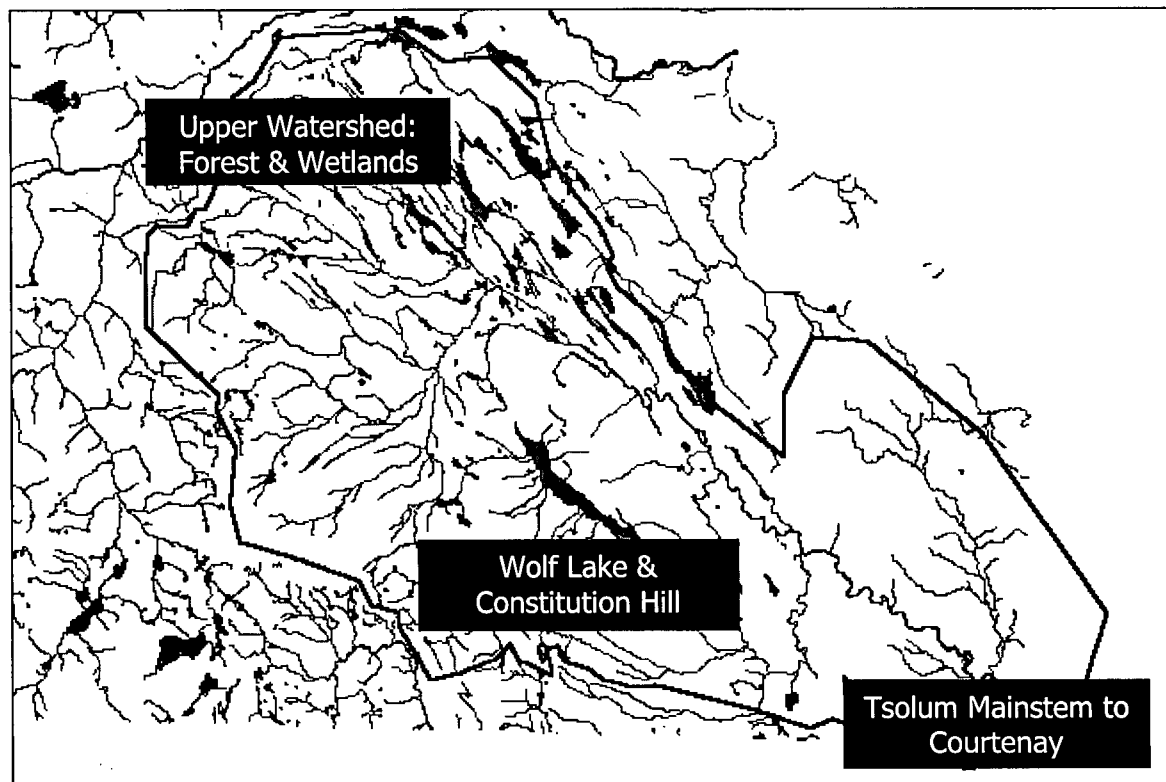 Upper Watershed:
Forest & Wetlands
Wolf Lake &
Constitution Hill
Tsolum Mainstem to
Courtenay